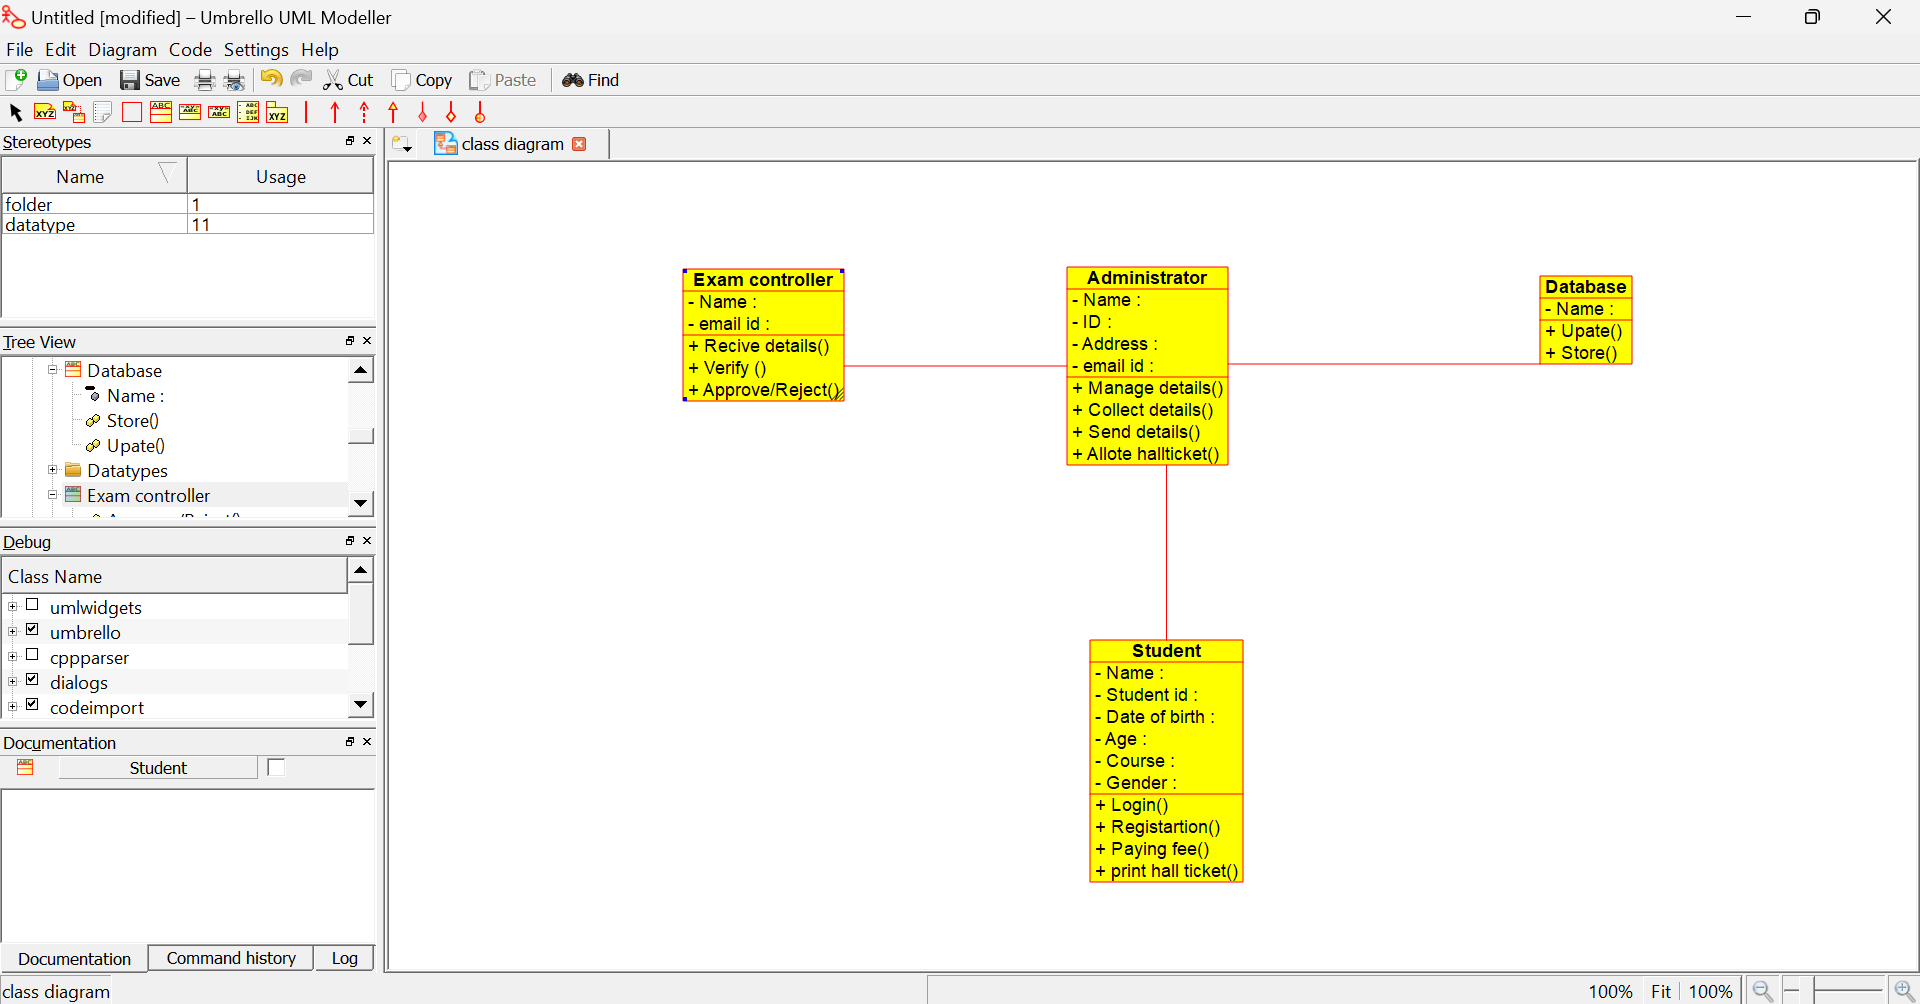 Untitled [modified] – Umbrello UML Modeller
File Edit Diagram Code Settings Help
Open Save Cut Copy Paste Find
Stereotypes
Name Usage
folder 1
datatype 11
Tree View
Database
Name :
Store()
Upate()
Datatypes
Exam controller
Debug
Class Name
umlwidgets
umbrello
cppparser
dialogs
codeimport
Documentation
Student
Documentation Command history Log
class diagram
class diagram
Exam controller
- Name :
- email id :
+ Recive details()
+ Verify ()
+ Approve/Reject()
Administrator
- Name :
- ID :
- Address :
- email id :
+ Manage details()
+ Collect details()
+ Send details()
+ Allote hallticket()
Database
- Name :
+ Upate()
+ Store()
Student
- Name :
- Student id :
- Date of birth :
- Age :
- Course :
- Gender :
+ Login()
+ Registartion()
+ Paying fee()
+ print hall ticket()
100% Fit 100%